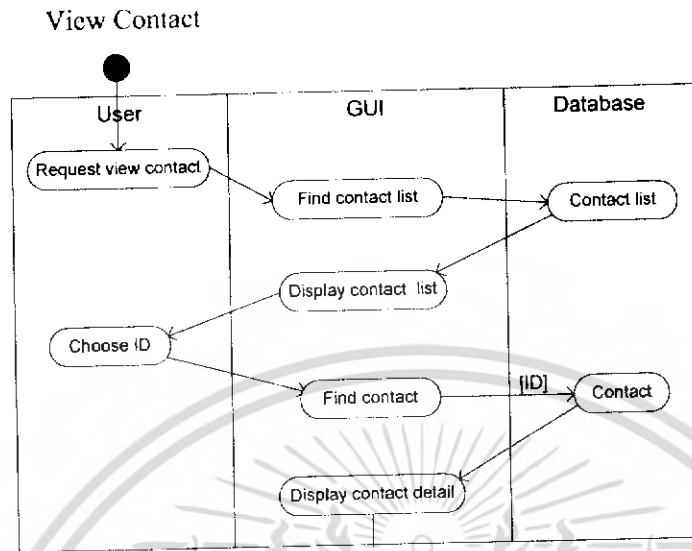 View Contact
User
GUI
Database
Request view contact
Find contact list
Contact list
Display contact list
Choose ID
Find contact
[ID]
Contact
Display contact detail